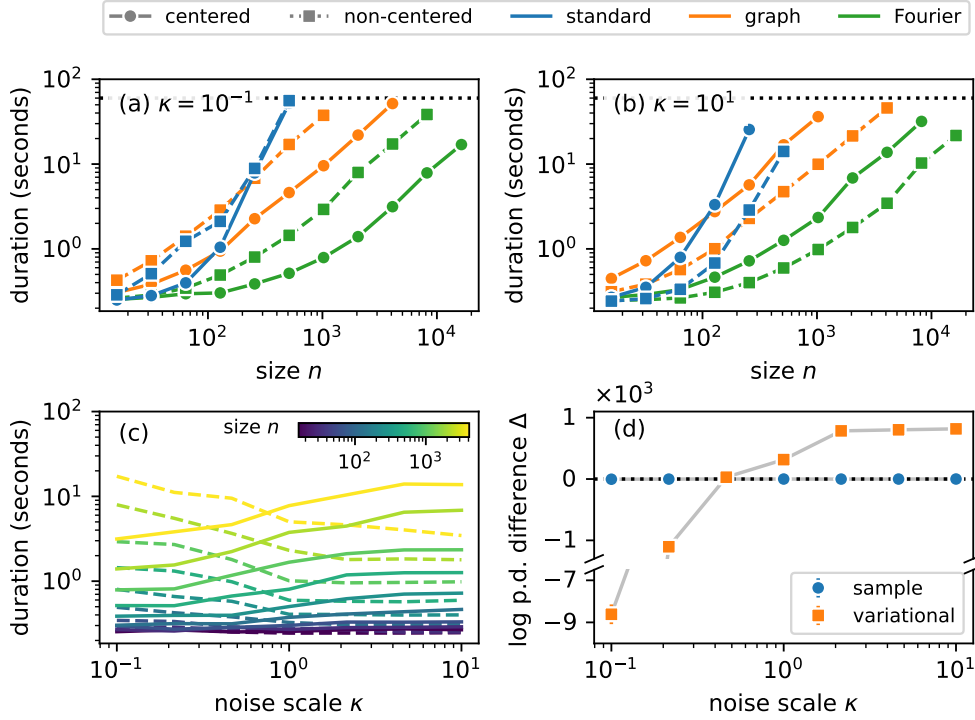 centered non-centered standard graph Fourier
(a) κ = 10⁻¹
duration (seconds)
10² 10¹ 10⁰
10² 10³ 10⁴
size n
(b) κ = 10¹
duration (seconds)
10² 10¹ 10⁰
10² 10³ 10⁴
size n
(c)
size n
10² 10³
duration (seconds)
10² 10¹ 10⁰
10⁻¹ 10⁰ 10¹
noise scale κ
×10³
(d)
log p.d. difference Δ
1
0
−1
−7
−9
sample
variational
10⁻¹ 10⁰ 10¹
noise scale κ